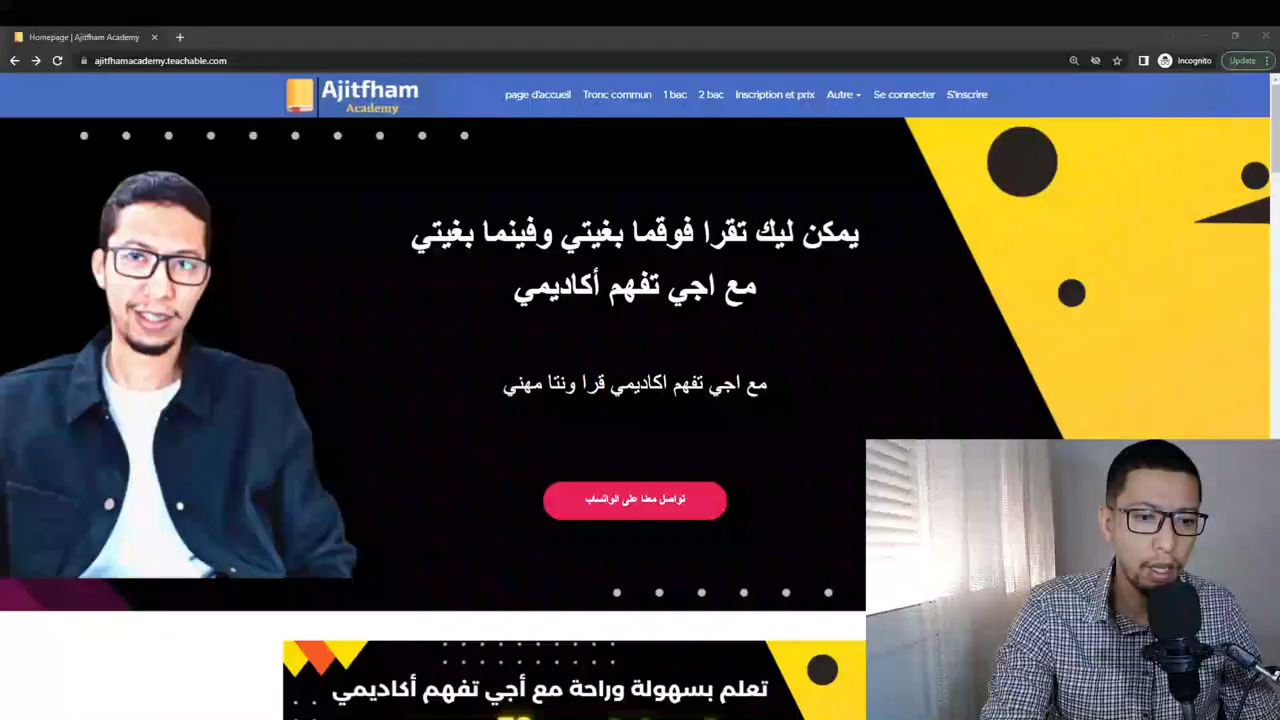 Homepage | Ajitfham Academy
ajitfhamacademy.teachable.com
Incognito
Update
Ajitfham
Academy
page d'accueil Tronc commun 1 bac 2 bac Inscription et prix Autre Se connecter S'inscrire
يمكن ليك تقرا فوقما بغيتي وفينما بغيتي
مع اجي تفهم أكاديمي
مع اجي تفهم اكاديمي قرا ونتا مهني
تواصل معنا على الواتساب
تعلم بسهولة وراحة مع أجي تفهم أكاديمي